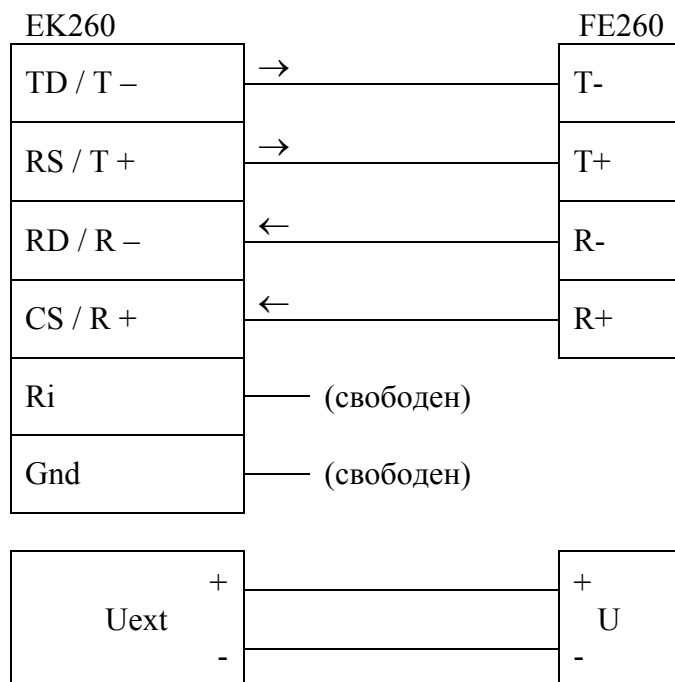 EK260 FE260
TD / T – → T-
RS / T + → T+
RD / R – ← R-
CS / R + ← R+
Ri (свободен)
Gnd (свободен)
+ +
Uext U
- -